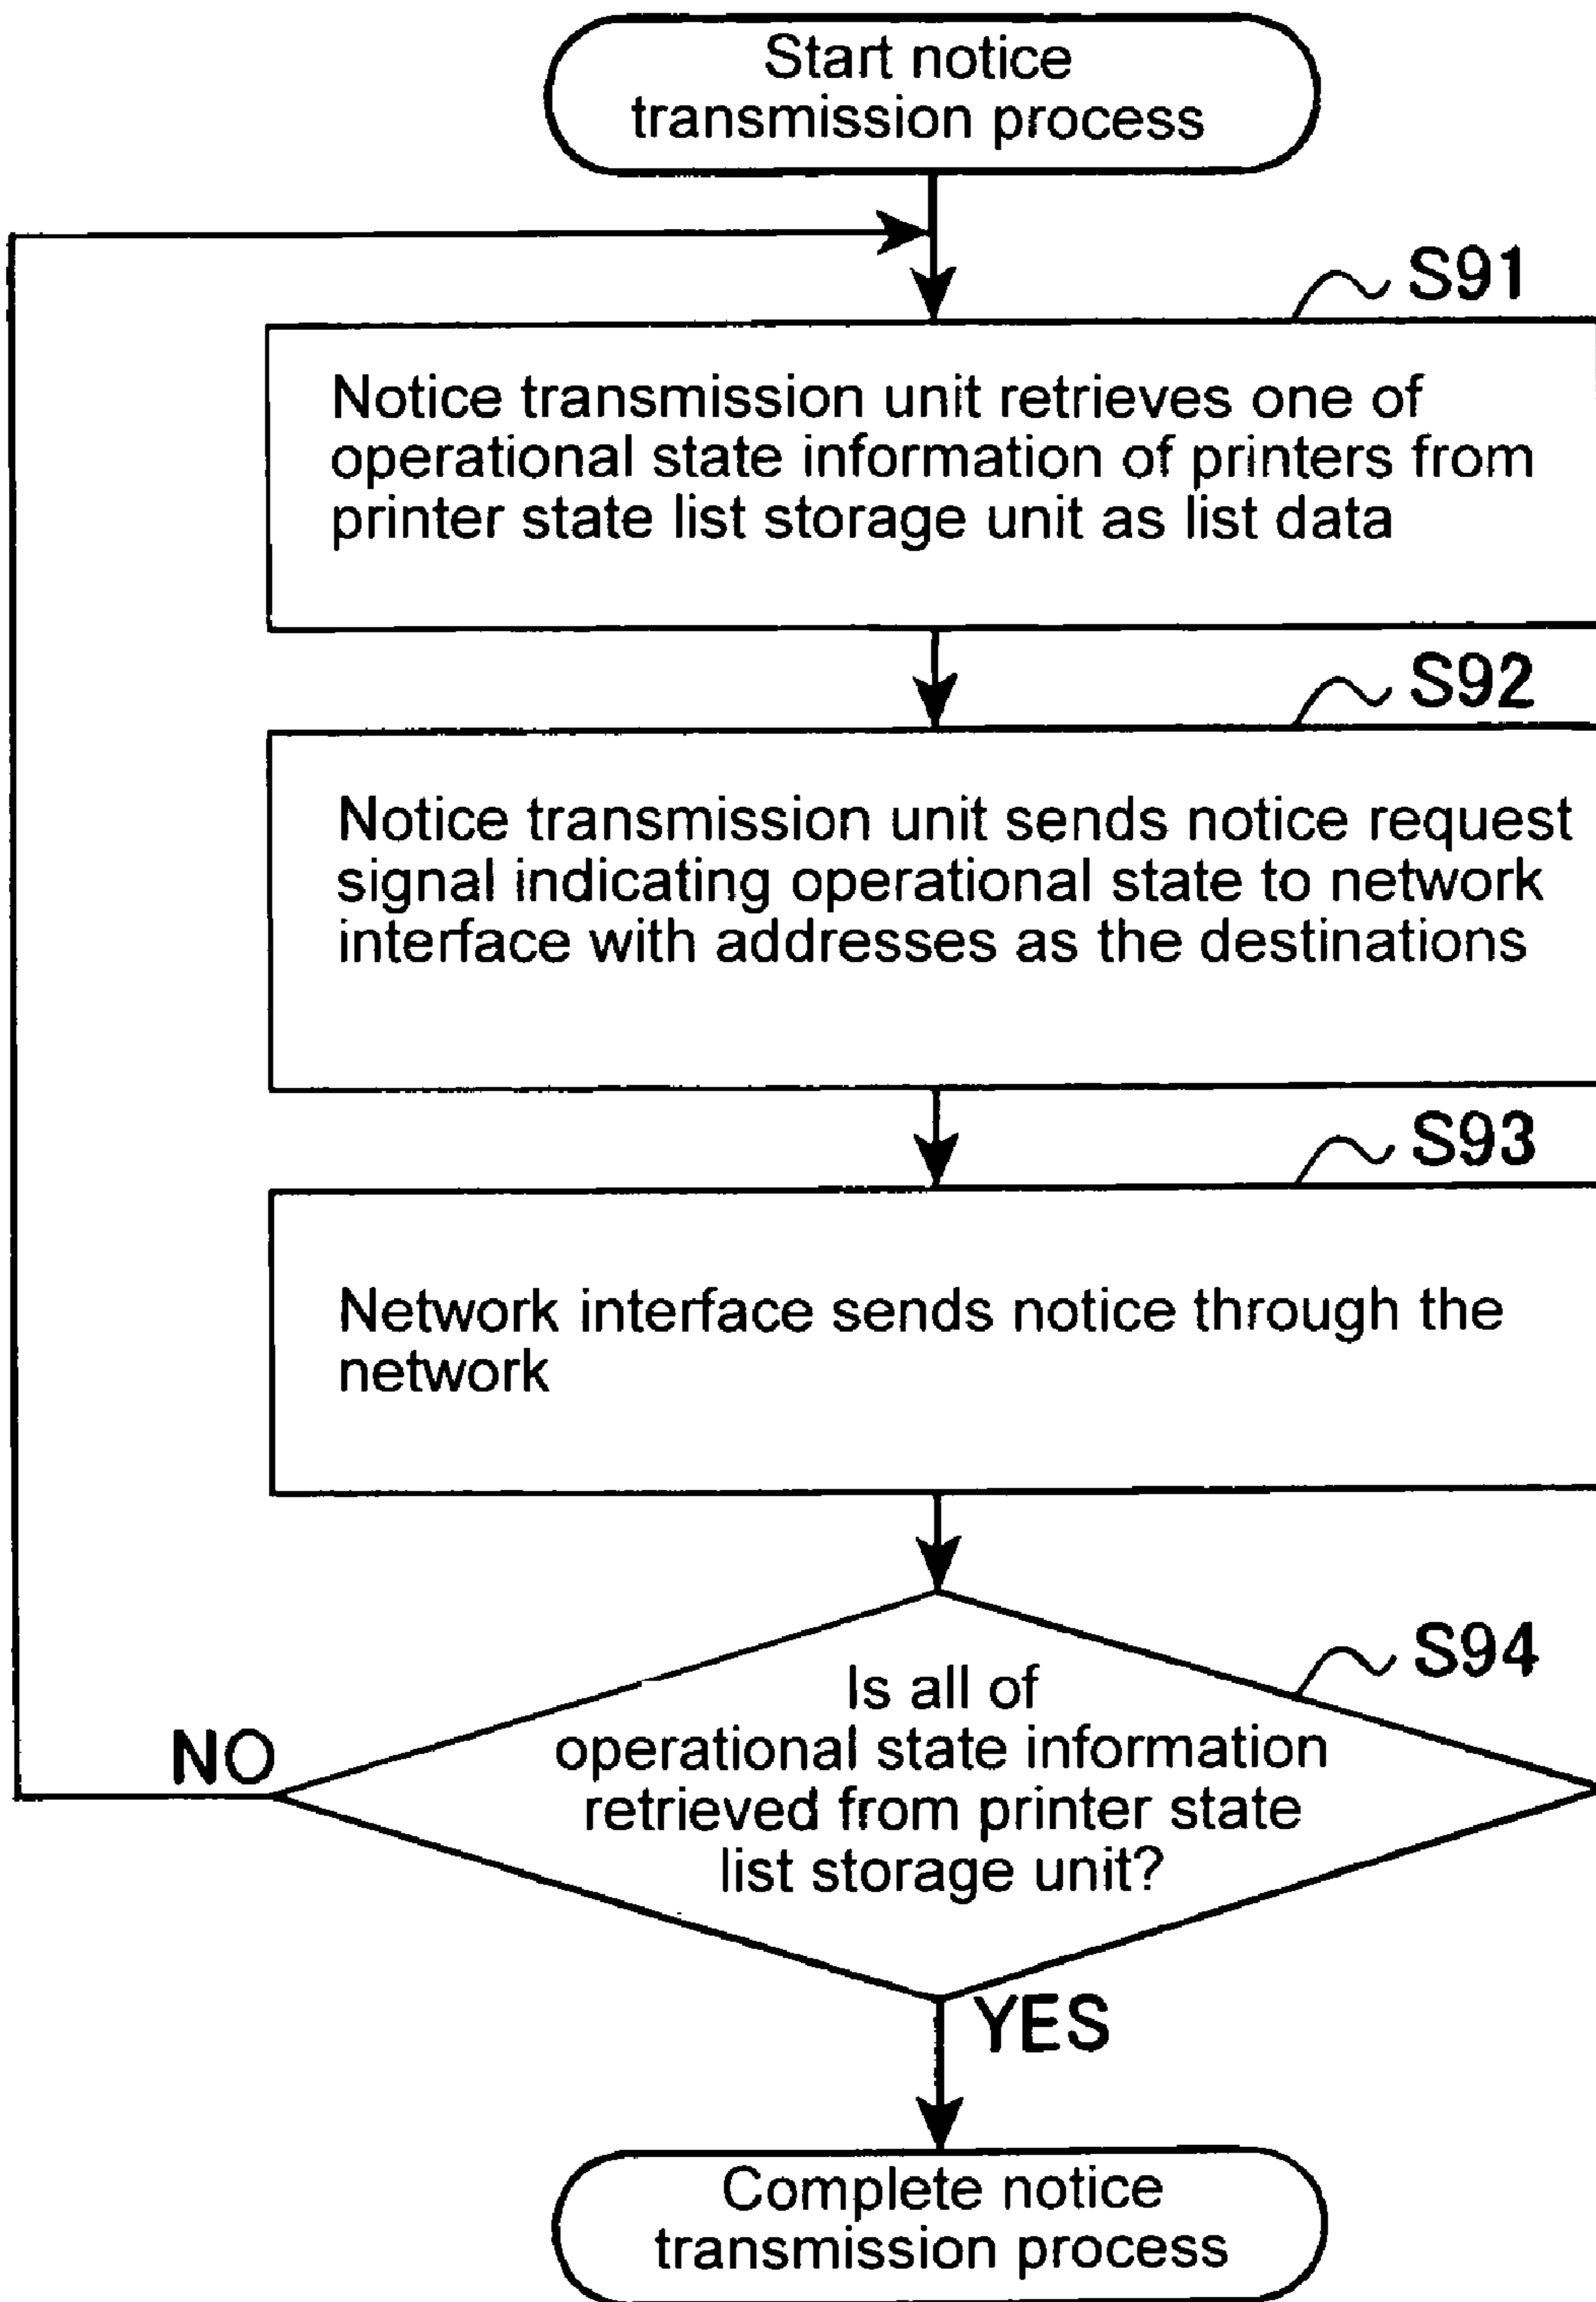 Start notice
transmission process
S91
Notice transmission unit retrieves one of
operational state information of printers from
printer state list storage unit as list data
S92
Notice transmission unit sends notice request
signal indicating operational state to network
interface with addresses as the destinations
S93
Network interface sends notice through the
network
S94
Is all of
operational state information
retrieved from printer state
list storage unit?
NO
YES
Complete notice
transmission process